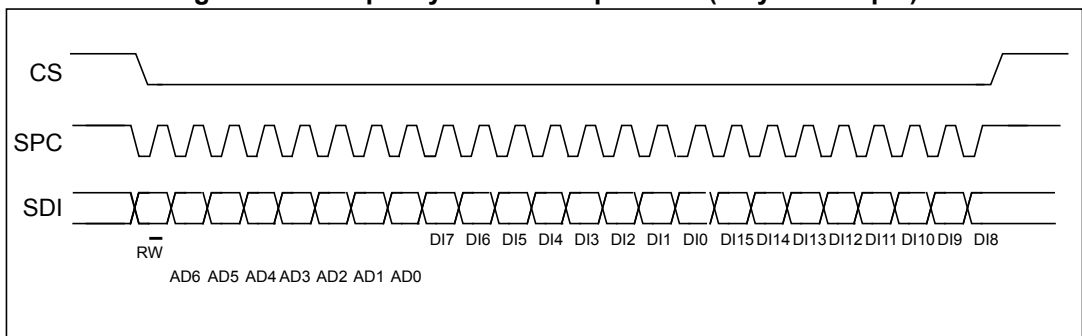 CS
SPC
SDI
RW
DI7 DI6 DI5 DI4 DI3 DI2 DI1 DI0 DI15 DI14 DI13 DI12 DI11 DI10 DI9 DI8
AD6 AD5 AD4 AD3 AD2 AD1 AD0